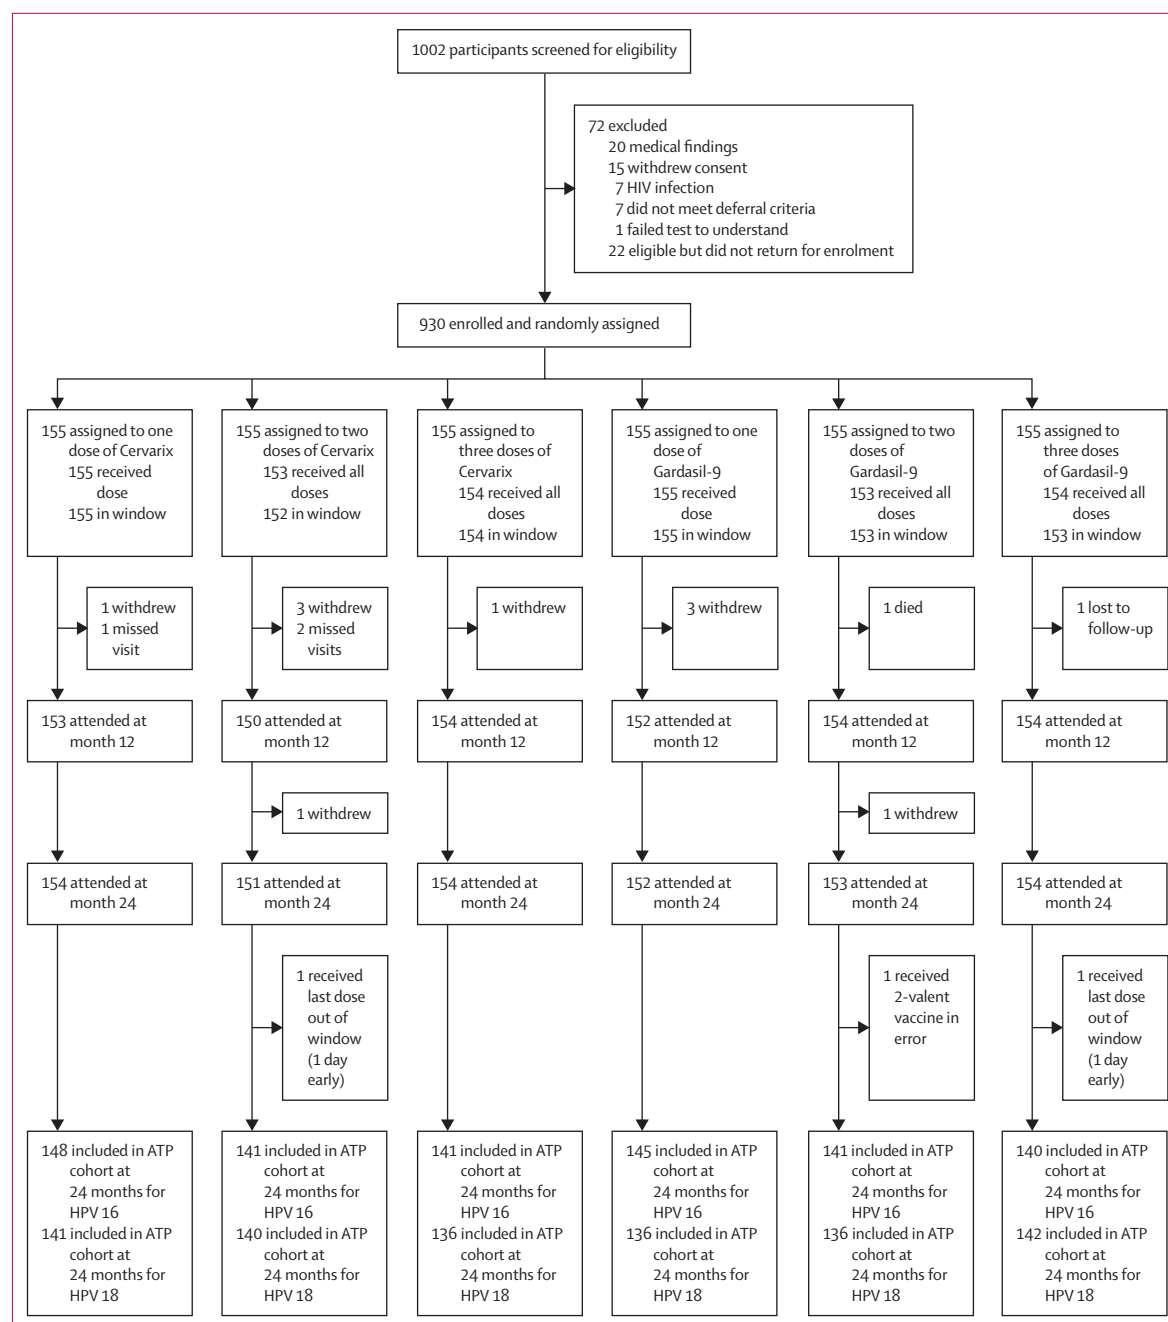 1002 participants screened for eligibility
72 excluded
20 medical findings
15 withdrew consent
7 HIV infection
7 did not meet deferral criteria
1 failed test to understand
22 eligible but did not return for enrolment
930 enrolled and randomly assigned
155 assigned to one
dose of Cervarix
155 received
dose
155 in window
155 assigned to two
doses of Cervarix
153 received all
doses
152 in window
155 assigned to
three doses of
Cervarix
154 received all
doses
154 in window
155 assigned to one
dose of
Gardasil-9
155 received
dose
155 in window
155 assigned to two
doses of
Gardasil-9
153 received all
doses
153 in window
155 assigned to
three doses
of Gardasil-9
154 received all
doses
153 in window
1 withdrew
1 missed
visit
3 withdrew
2 missed
visits
1 withdrew
3 withdrew
1 died
1 lost to
follow-up
153 attended at
month 12
150 attended at
month 12
154 attended at
month 12
152 attended at
month 12
154 attended at
month 12
154 attended at
month 12
1 withdrew
1 withdrew
154 attended at
month 24
151 attended at
month 24
154 attended at
month 24
152 attended at
month 24
153 attended at
month 24
154 attended at
month 24
1 received
last dose
out of
window
(1 day
early)
1 received
2-valent
vaccine in
error
1 received
last dose
out of
window
(1 day
early)
148 included in ATP
cohort at
24 months for
HPV 16
141 included in ATP
cohort at
24 months for
HPV 18
141 included in ATP
cohort at
24 months for
HPV 16
140 included in ATP
cohort at
24 months for
HPV 18
141 included in ATP
cohort at
24 months for
HPV 16
136 included in ATP
cohort at
24 months for
HPV 18
145 included in ATP
cohort at
24 months for
HPV 16
136 included in ATP
cohort at
24 months for
HPV 18
141 included in ATP
cohort at
24 months for
HPV 16
136 included in ATP
cohort at
24 months for
HPV 18
140 included in ATP
cohort at
24 months for
HPV 16
142 included in ATP
cohort at
24 months for
HPV 18